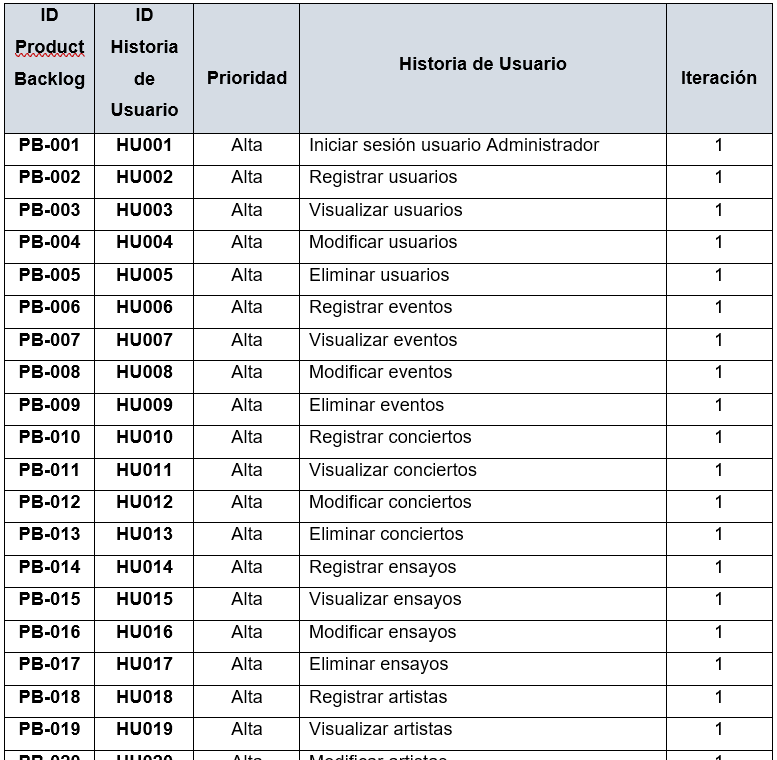 ID Product Backlog | ID Historia de Usuario | Prioridad | Historia de Usuario | Iteración
PB-001 HU001 Alta Iniciar sesión usuario Administrador 1
PB-002 HU002 Alta Registrar usuarios 1
PB-003 HU003 Alta Visualizar usuarios 1
PB-004 HU004 Alta Modificar usuarios 1
PB-005 HU005 Alta Eliminar usuarios 1
PB-006 HU006 Alta Registrar eventos 1
PB-007 HU007 Alta Visualizar eventos 1
PB-008 HU008 Alta Modificar eventos 1
PB-009 HU009 Alta Eliminar eventos 1
PB-010 HU010 Alta Registrar conciertos 1
PB-011 HU011 Alta Visualizar conciertos 1
PB-012 HU012 Alta Modificar conciertos 1
PB-013 HU013 Alta Eliminar conciertos 1
PB-014 HU014 Alta Registrar ensayos 1
PB-015 HU015 Alta Visualizar ensayos 1
PB-016 HU016 Alta Modificar ensayos 1
PB-017 HU017 Alta Eliminar ensayos 1
PB-018 HU018 Alta Registrar artistas 1
PB-019 HU019 Alta Visualizar artistas 1
PB-020 HU020 Alta Modificar artistas 1